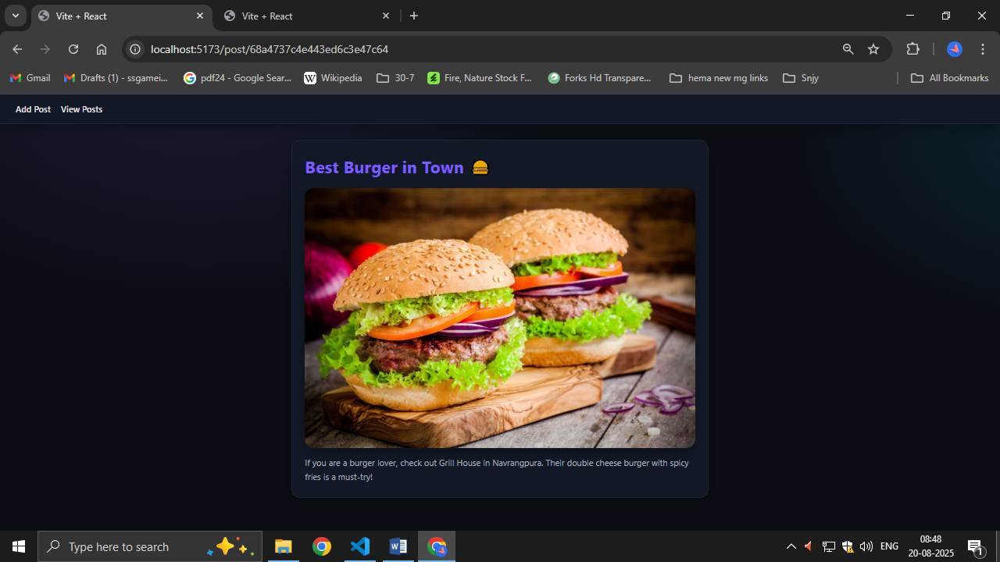 Vite + React
Vite + React
localhost:5173/post/68a4737c4e443ed6c3e47c64
Gmail
Drafts (1) - ssgamei...
pdf24 - Google Sear...
Wikipedia
30-7
Fire, Nature Stock F...
Forks Hd Transpare...
hema new mg links
Snjy
All Bookmarks
Add Post
View Posts
Best Burger in Town 🍔
If you are a burger lover, check out Grill House in Navrangpura. Their double cheese burger with spicy
fries is a must-try!
Type here to search
ENG
08:48
20-08-2025
1